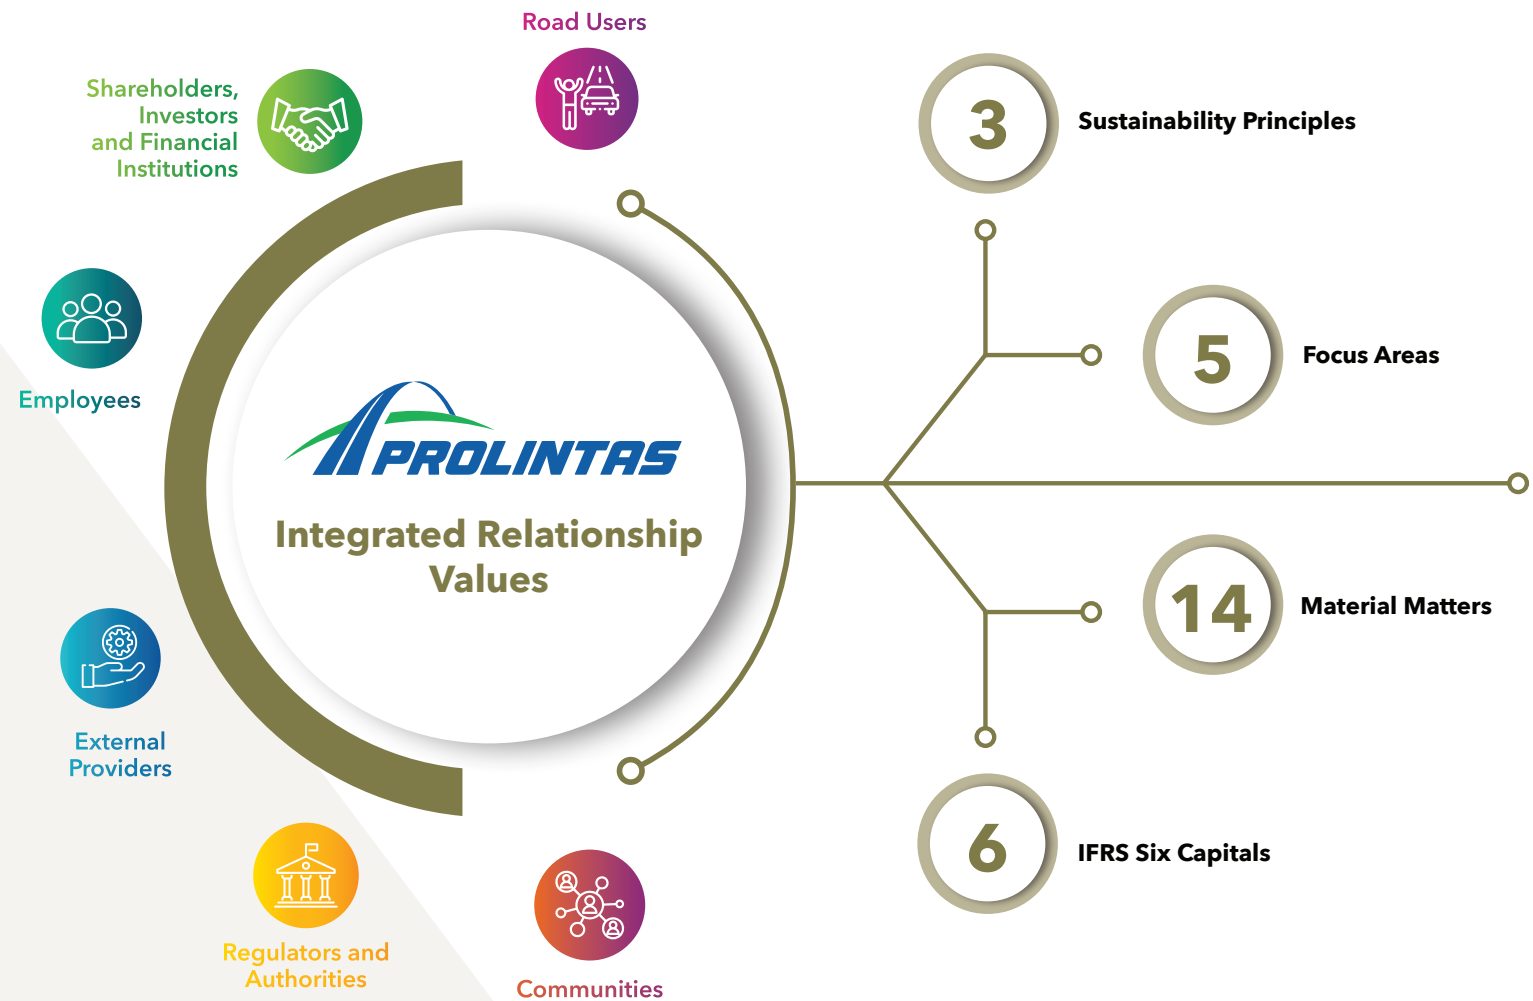 Road Users
Shareholders,
Investors
and Financial
Institutions
Employees
External
Providers
Regulators and
Authorities
Communities
PROLINTAS
Integrated Relationship
Values
3
Sustainability Principles
5
Focus Areas
14
Material Matters
6
IFRS Six Capitals